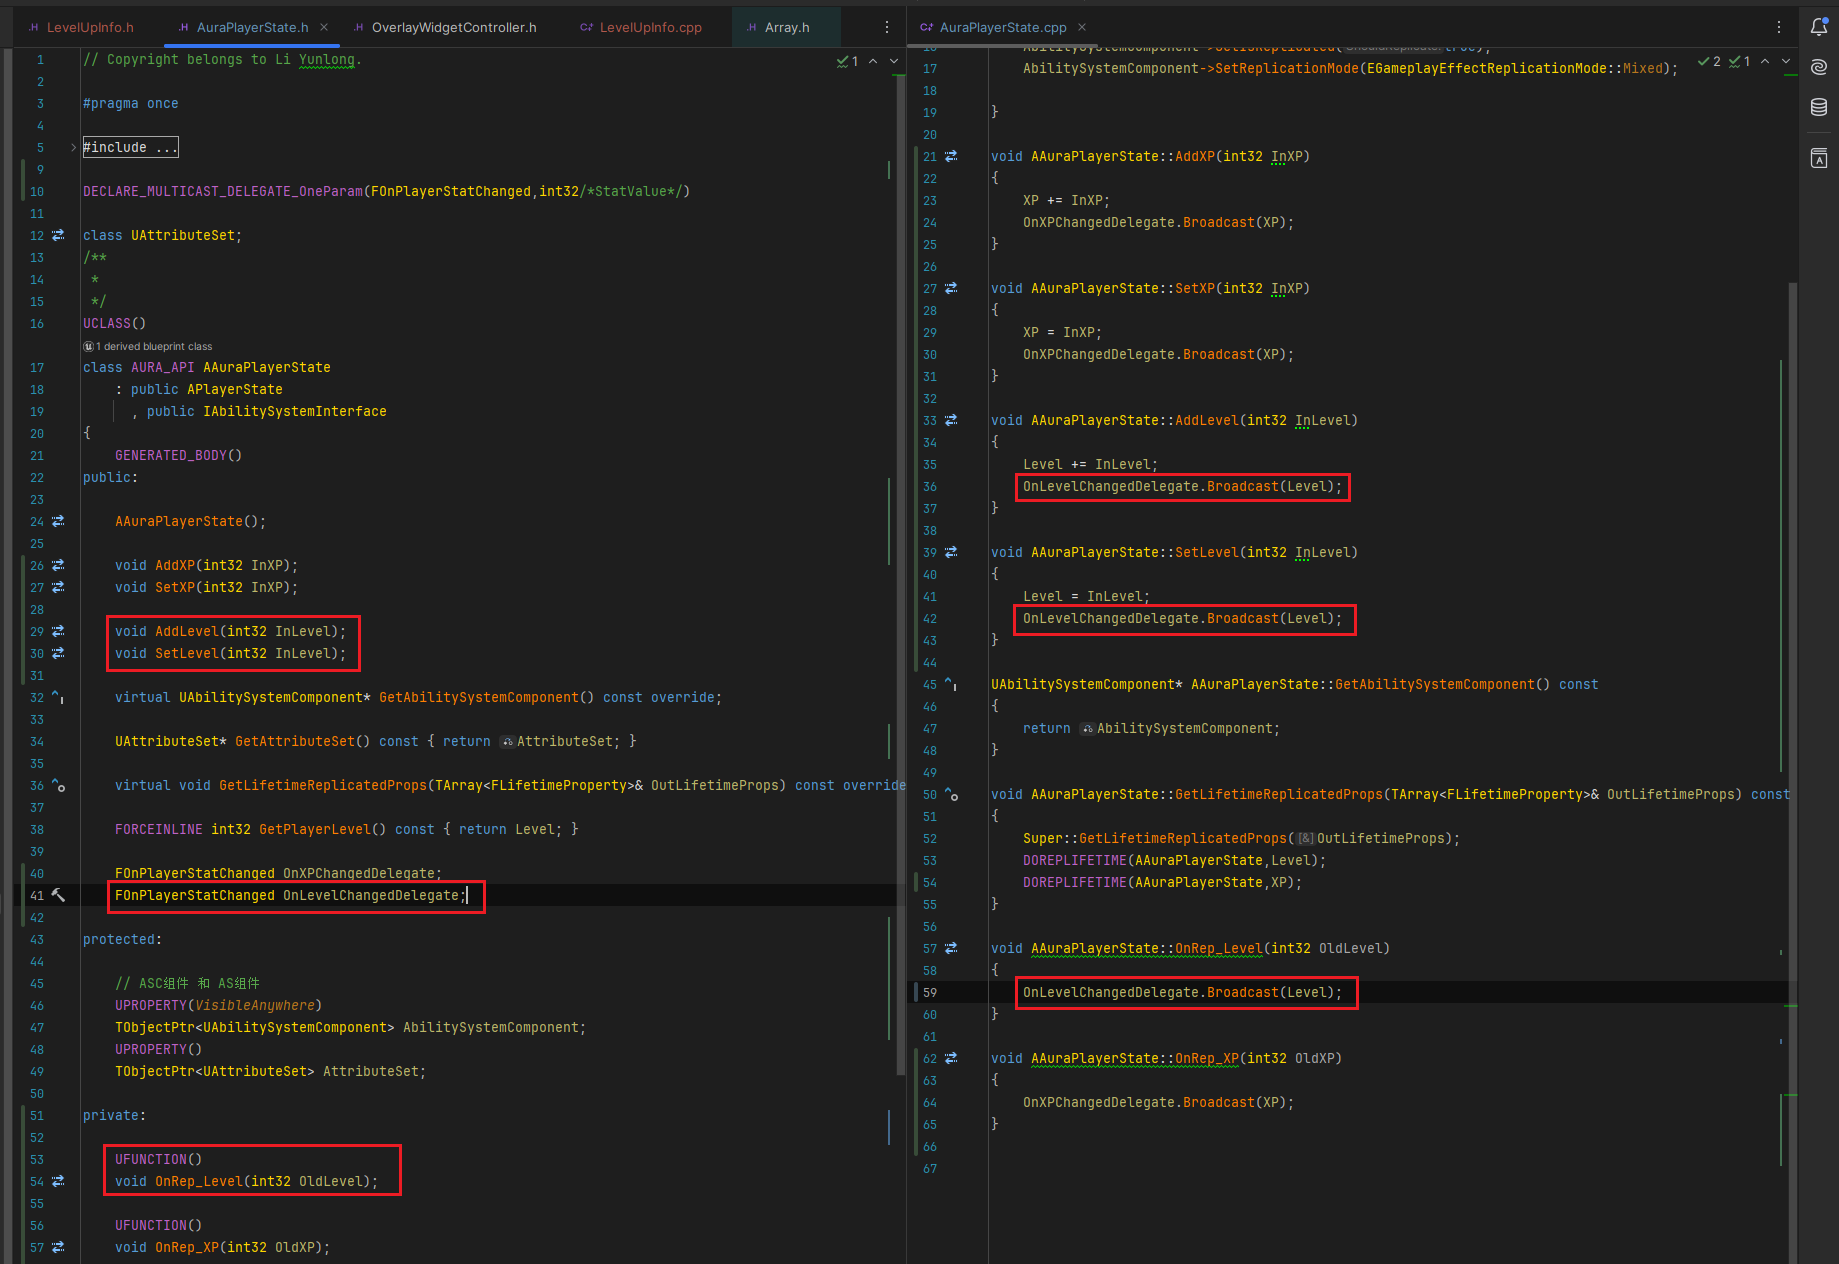 LevelUpInfo.h
AuraPlayerState.h
OverlayWidgetController.h
LevelUpInfo.cpp
Array.h
1 // Copyright belongs to Li Yunlong.
1
2
3 #pragma once
4
5 #include ...
9
10 DECLARE_MULTICAST_DELEGATE_OneParam(FOnPlayerStatChanged,int32/*StatValue*/)
11
12 class UAttributeSet;
13 /**
14 *
15 */
16 UCLASS()
1 derived blueprint class
17 class AURA_API AAuraPlayerState
18 : public APlayerState
19 , public IAbilitySystemInterface
20 {
21 GENERATED_BODY()
22 public:
23
24 AAuraPlayerState();
25
26 void AddXP(int32 InXP);
27 void SetXP(int32 InXP);
28
29 void AddLevel(int32 InLevel);
30 void SetLevel(int32 InLevel);
31
32 virtual UAbilitySystemComponent* GetAbilitySystemComponent() const override;
33
34 UAttributeSet* GetAttributeSet() const { return AttributeSet; }
35
36 virtual void GetLifetimeReplicatedProps(TArray<FLifetimeProperty>& OutLifetimeProps) const override
37
38 FORCEINLINE int32 GetPlayerLevel() const { return Level; }
39
40 FOnPlayerStatChanged OnXPChangedDelegate;
41 FOnPlayerStatChanged OnLevelChangedDelegate;
42
43 protected:
44
45 // ASC组件 和 AS组件
46 UPROPERTY(VisibleAnywhere)
47 TObjectPtr<UAbilitySystemComponent> AbilitySystemComponent;
48 UPROPERTY()
49 TObjectPtr<UAttributeSet> AttributeSet;
50
51 private:
52
53 UFUNCTION()
54 void OnRep_Level(int32 OldLevel);
55
56 UFUNCTION()
57 void OnRep_XP(int32 OldXP);
AuraPlayerState.cpp
17 AbilitySystemComponent->SetReplicationMode(EGameplayEffectReplicationMode::Mixed);
2 1
18
19 }
20
21 void AAuraPlayerState::AddXP(int32 InXP)
22 {
23 XP += InXP;
24 OnXPChangedDelegate.Broadcast(XP);
25 }
26
27 void AAuraPlayerState::SetXP(int32 InXP)
28 {
29 XP = InXP;
30 OnXPChangedDelegate.Broadcast(XP);
31 }
32
33 void AAuraPlayerState::AddLevel(int32 InLevel)
34 {
35 Level += InLevel;
36 OnLevelChangedDelegate.Broadcast(Level);
37 }
38
39 void AAuraPlayerState::SetLevel(int32 InLevel)
40 {
41 Level = InLevel;
42 OnLevelChangedDelegate.Broadcast(Level);
43 }
44
45 UAbilitySystemComponent* AAuraPlayerState::GetAbilitySystemComponent() const
46 {
47 return AbilitySystemComponent;
48 }
49
50 void AAuraPlayerState::GetLifetimeReplicatedProps(TArray<FLifetimeProperty>& OutLifetimeProps) const
51 {
52 Super::GetLifetimeReplicatedProps([&]OutLifetimeProps);
53 DOREPLIFETIME(AAuraPlayerState,Level);
54 DOREPLIFETIME(AAuraPlayerState,XP);
55 }
56
57 void AAuraPlayerState::OnRep_Level(int32 OldLevel)
58 {
59 OnLevelChangedDelegate.Broadcast(Level);
60 }
61
62 void AAuraPlayerState::OnRep_XP(int32 OldXP)
63 {
64 OnXPChangedDelegate.Broadcast(XP);
65 }
66
67